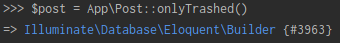 >>> $post = App\Post::onlyTrashed()
=> Illuminate\Database\Eloquent\Builder {#3963}